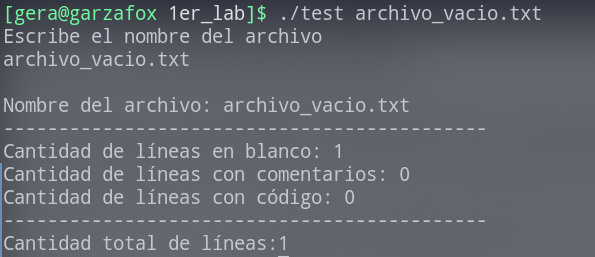 [gera@garzafox 1er_lab]$ ./test archivo_vacio.txt
Escribe el nombre del archivo
archivo_vacio.txt

Nombre del archivo: archivo_vacio.txt
--------------------------------------------
Cantidad de líneas en blanco: 1
Cantidad de líneas con comentarios: 0
Cantidad de líneas con código: 0
--------------------------------------------
Cantidad total de líneas:1